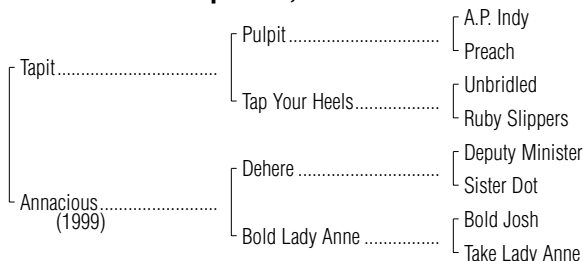 A.P. Indy
Pulpit........................................
Preach
Tapit..........................................
Unbridled
Tap Your Heels......................
Ruby Slippers
Deputy Minister
Dehere .....................................
Sister Dot
Annacious...............................
(1999)
Bold Josh
Bold Lady Anne ...................
Take Lady Anne